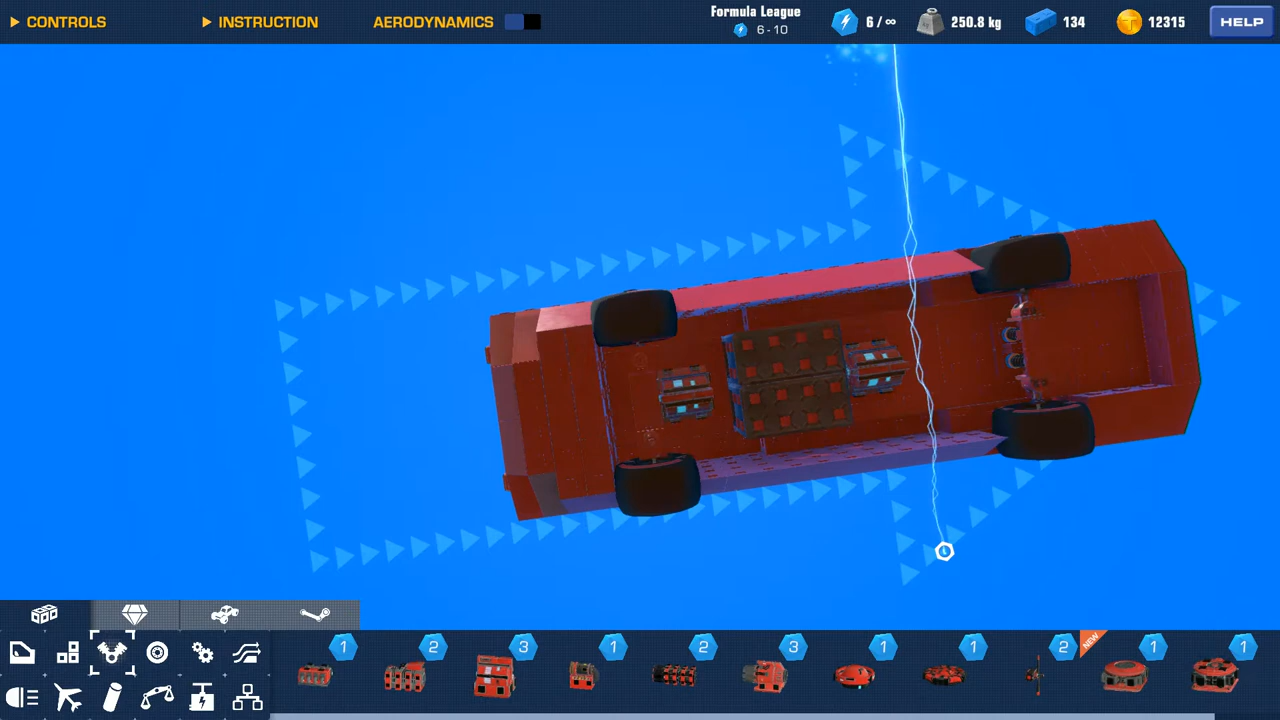 CONTROLS
INSTRUCTION
AERODYNAMICS
Formula League
6 - 10
6 / ∞
250.8 kg
134
12315
HELP
NEW
1
2
3
1
2
3
1
1
2
1
1